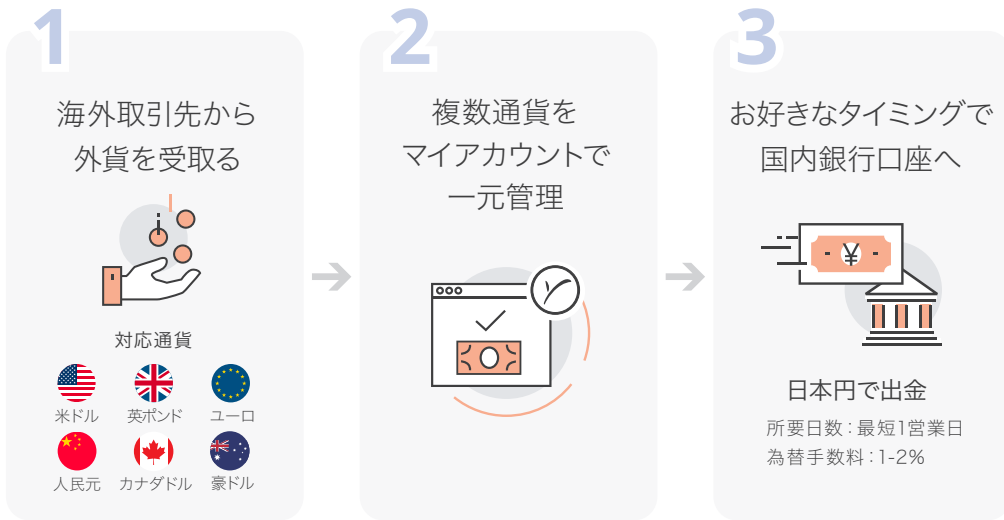 1
海外取引先から
外貨を受取る
対応通貨
米ドル
英ポンド
ユーロ
人民元
カナダドル
豪ドル
2
複数通貨を
マイアカウントで
一元管理
3
お好きなタイミングで
国内銀行口座へ
¥
日本円で出金
所要日数：最短1営業日
為替手数料：1-2%